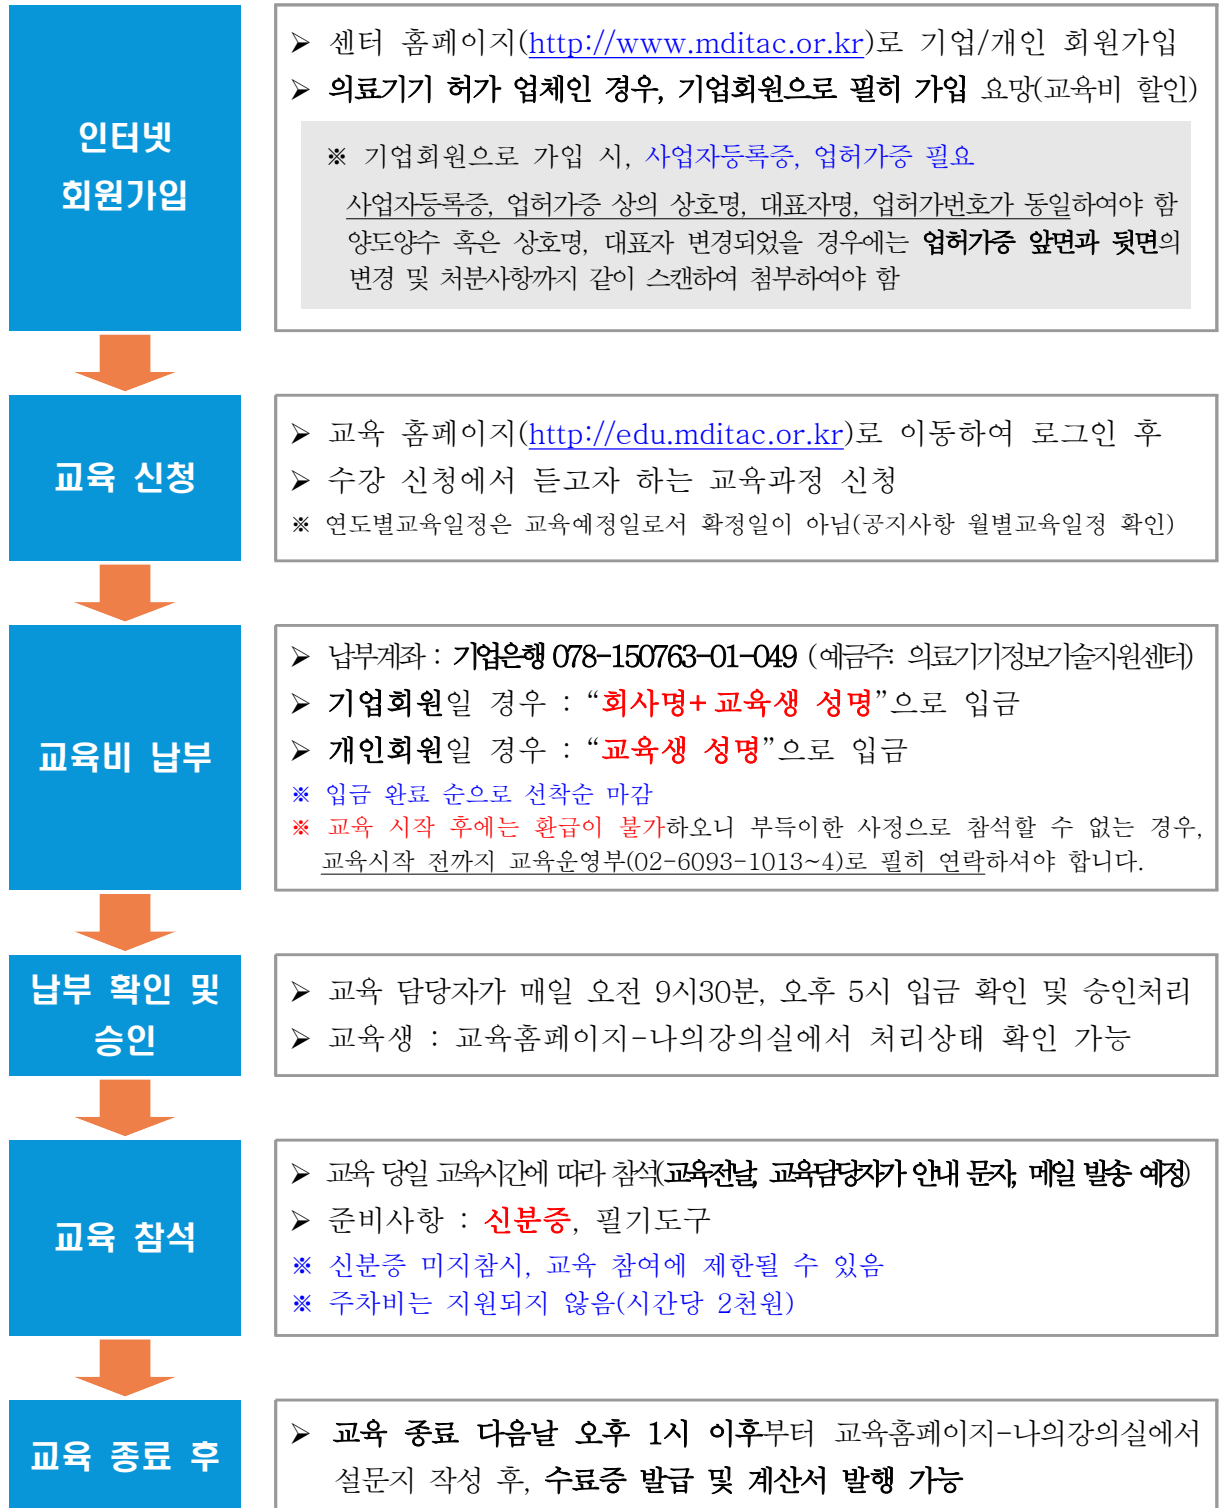 인터넷
회원가입
➢ 센터 홈페이지(http://www.mditac.or.kr)로 기업/개인 회원가입
➢ 의료기기 허가 업체인 경우, 기업회원으로 필히 가입 요망(교육비 할인)
※ 기업회원으로 가입 시, 사업자등록증, 업허가증 필요
사업자등록증, 업허가증 상의 상호명, 대표자명, 업허가번호가 동일하여야 함
양도양수 혹은 상호명, 대표자 변경되었을 경우에는 업허가증 앞면과 뒷면의
변경 및 처분사항까지 같이 스캔하여 첨부하여야 함
교육 신청
➢ 교육 홈페이지(http://edu.mditac.or.kr)로 이동하여 로그인 후
➢ 수강 신청에서 듣고자 하는 교육과정 신청
※ 연도별교육일정은 교육예정일로서 확정일이 아님(공지사항 월별교육일정 확인)
교육비 납부
➢ 납부계좌 : 기업은행 078-150763-01-049 (예금주: 의료기기정보기술지원센터)
➢ 기업회원일 경우 : “회사명+교육생 성명”으로 입금
➢ 개인회원일 경우 : “교육생 성명”으로 입금
※ 입금 완료 순으로 선착순 마감
※ 교육 시작 후에는 환급이 불가하오니 부득이한 사정으로 참석할 수 없는 경우,
교육시작 전까지 교육운영부(02-6093-1013~4)로 필히 연락하셔야 합니다.
납부 확인 및
승인
➢ 교육 담당자가 매일 오전 9시30분, 오후 5시 입금 확인 및 승인처리
➢ 교육생 : 교육홈페이지-나의강의실에서 처리상태 확인 가능
교육 참석
➢ 교육 당일 교육시간에 따라 참석(교육전날, 교육담당자가 안내 문자, 메일 발송 예정)
➢ 준비사항 : 신분증, 필기도구
※ 신분증 미지참시, 교육 참여에 제한될 수 있음
※ 주차비는 지원되지 않음(시간당 2천원)
교육 종료 후
➢ 교육 종료 다음날 오후 1시 이후부터 교육홈페이지-나의강의실에서
설문지 작성 후, 수료증 발급 및 계산서 발행 가능